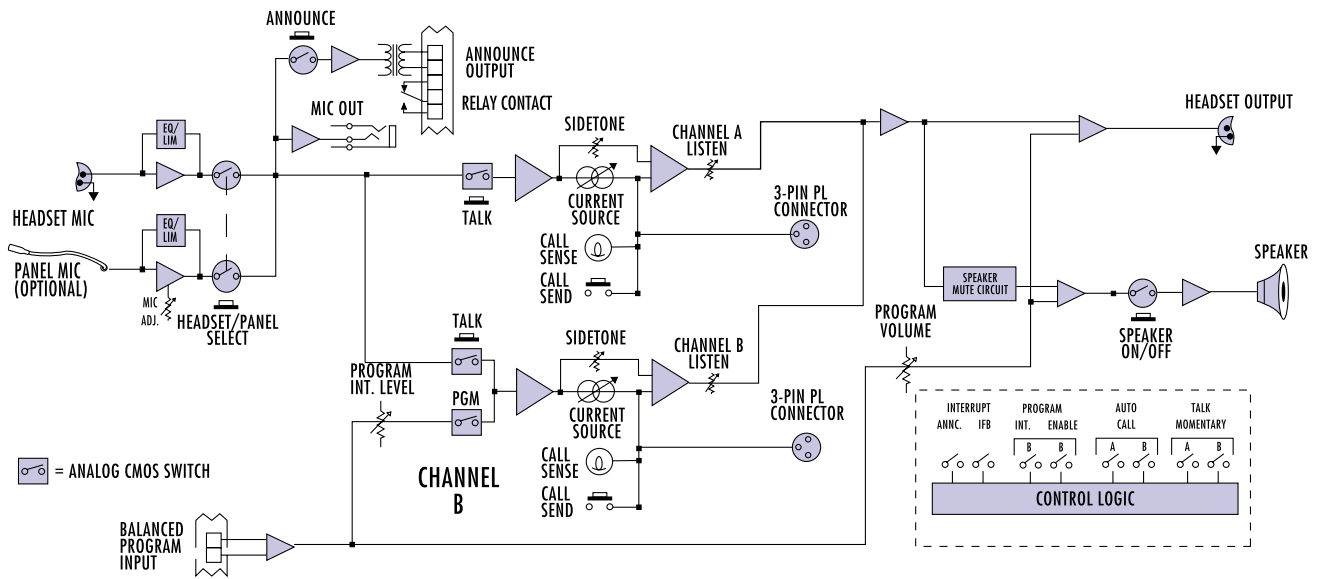 ANNOUNCE
ANNOUNCE
OUTPUT
RELAY CONTACT
MIC OUT
EQ/
LIM
HEADSET MIC
EQ/
LIM
PANEL MIC
(OPTIONAL)
MIC
ADJ.
HEADSET/PANEL
SELECT
TALK
SIDETONE
CURRENT
SOURCE
CALL
SENSE
CALL
SEND
CHANNEL A
LISTEN
3-PIN PL
CONNECTOR
HEADSET OUTPUT
SPEAKER
SPEAKER
MUTE CIRCUIT
SPEAKER
ON/OFF
PROGRAM
VOLUME
TALK
PROGRAM
INT. LEVEL
PGM
SIDETONE
CURRENT
SOURCE
CALL
SENSE
CALL
SEND
CHANNEL B
LISTEN
3-PIN PL
CONNECTOR
CHANNEL
B
= ANALOG CMOS SWITCH
BALANCED
PROGRAM
INPUT
INTERRUPT
ANNC. IFB
PROGRAM
INT. ENABLE
B B
AUTO
CALL
A B
TALK
MOMENTARY
A B
CONTROL LOGIC